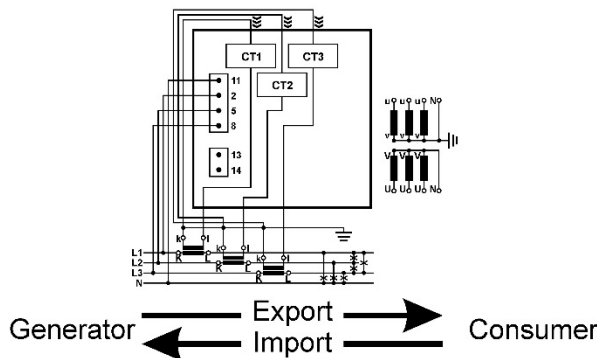 CT1
CT3
CT2
11
2
5
8
13
14
u u u N
v v v
V V V
U U U N
k l
k l
k l
L1
K L
L2
K L
L3
K L
N
Export
Generator
Consumer
Import